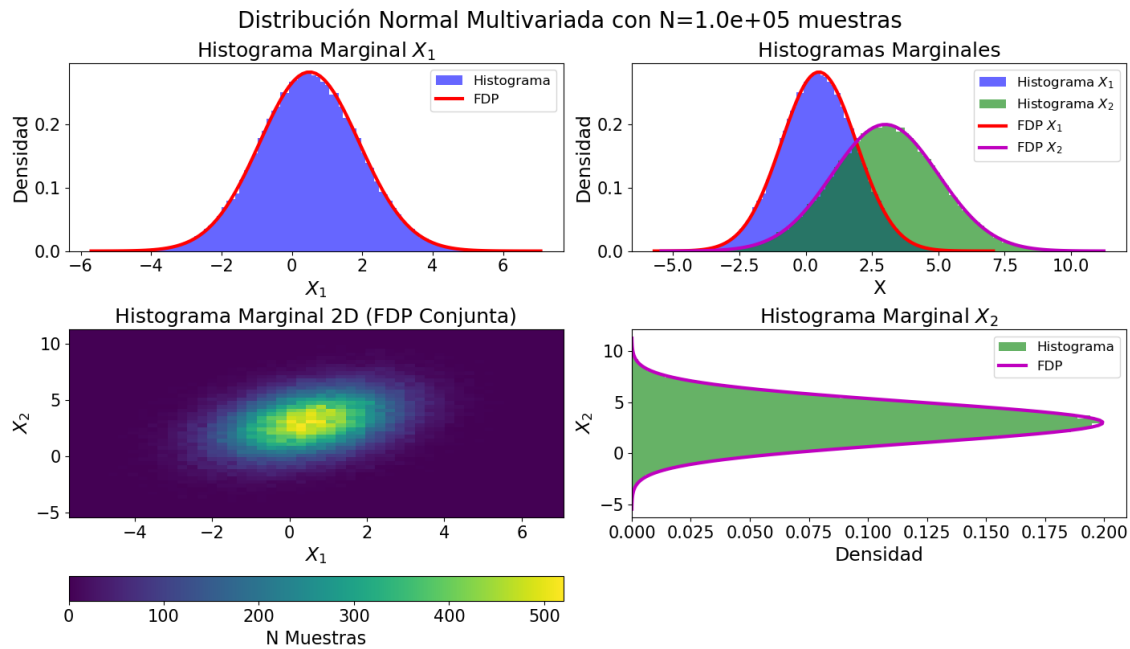 Distribución Normal Multivariada con N=1.0e+05 muestras
Histograma Marginal X₁
Densidad
0.2
0.1
0.0
Histograma
FDP
−6 −4 −2 0 2 4 6
X₁
Histogramas Marginales
Densidad
0.2
0.1
0.0
Histograma X₁
Histograma X₂
FDP X₁
FDP X₂
−5.0 −2.5 0.0 2.5 5.0 7.5 10.0
X
Histograma Marginal 2D (FDP Conjunta)
X₂
10
5
0
−5
−4 −2 0 2 4 6
X₁
0 100 200 300 400 500
N Muestras
Histograma Marginal X₂
X₂
10
5
0
−5
Histograma
FDP
0.000 0.025 0.050 0.075 0.100 0.125 0.150 0.175 0.200
Densidad